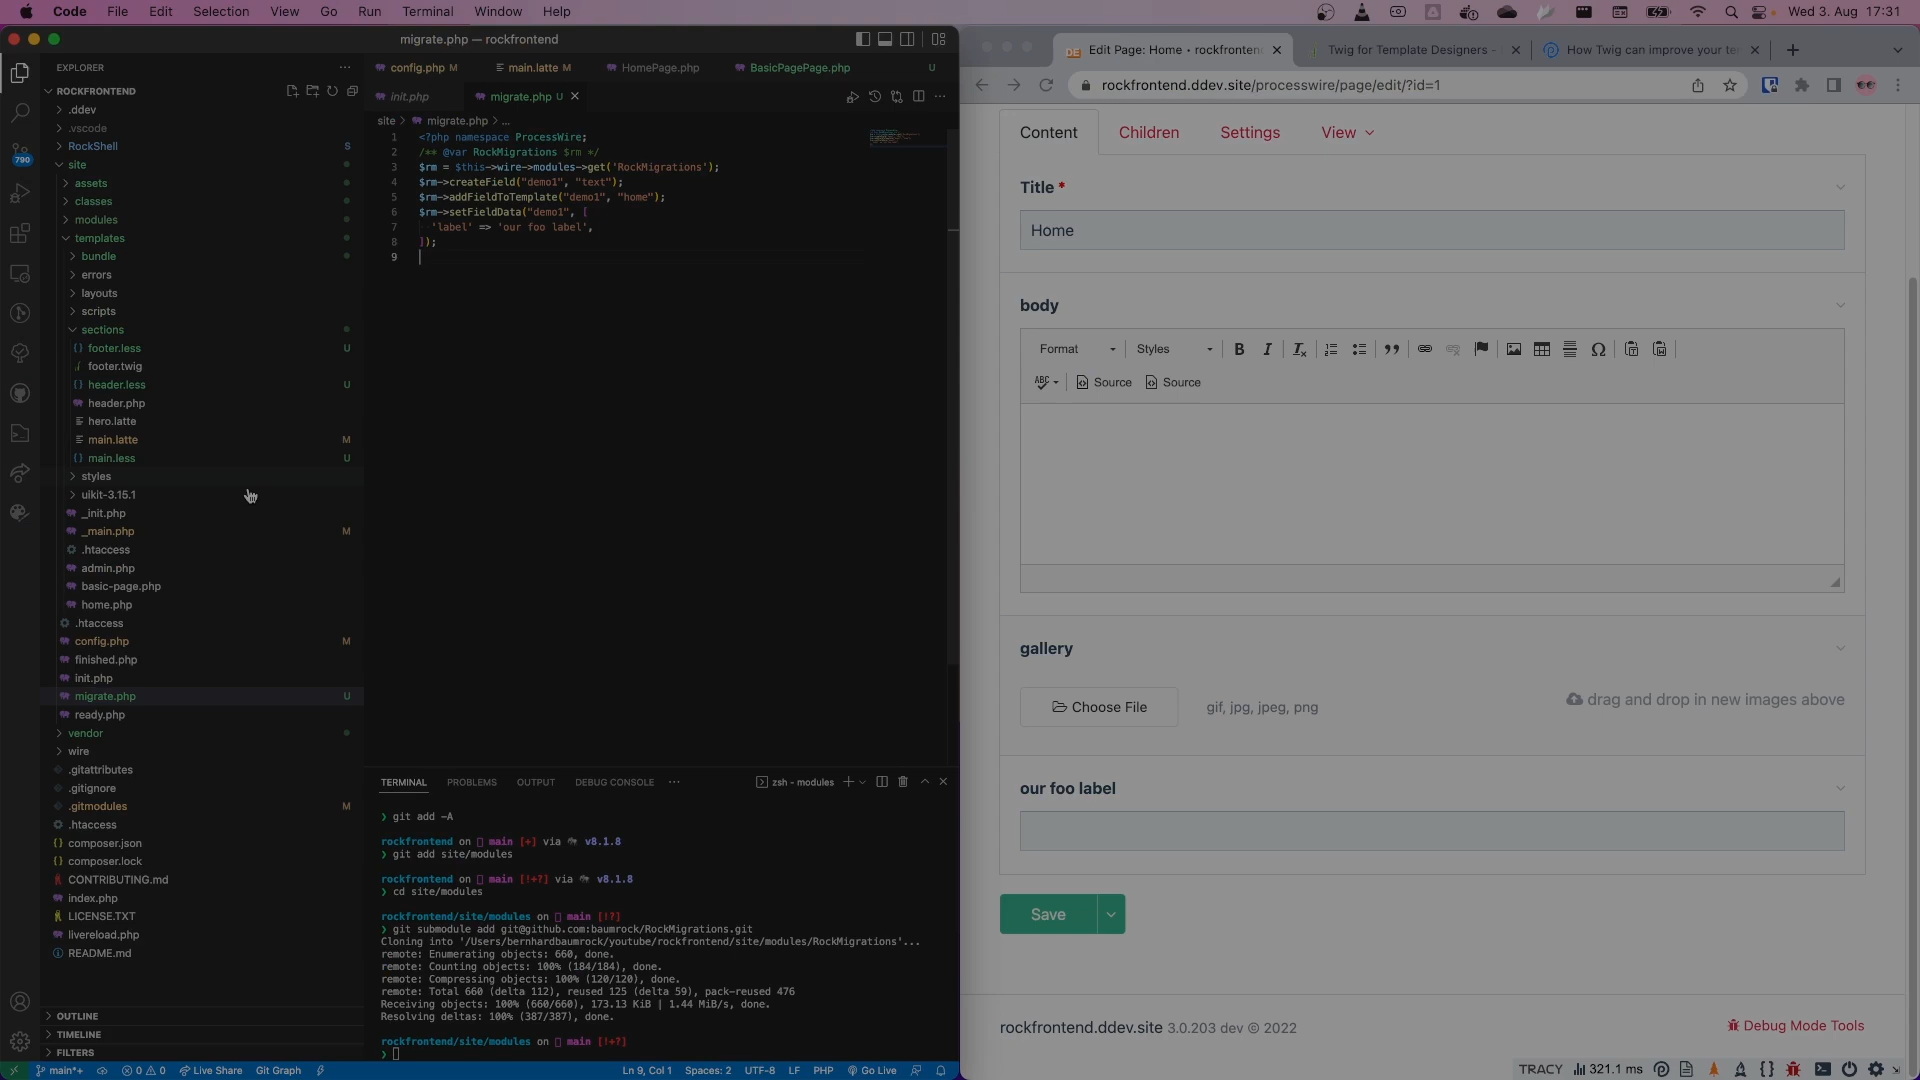 Code File Edit Selection View Go Run Terminal Window Help
Wed 3. Aug 17:31
migrate.php — rockfrontend
EXPLORER
ROCKFRONTEND
.ddev
.vscode
RockShell S
site
assets
classes
modules
templates
bundle
errors
layouts
scripts
sections
footer.less U
footer.twig
header.less U
header.php
hero.latte
main.latte M
main.less U
styles
uikit-3.15.1
_init.php
_main.php M
.htaccess
admin.php
basic-page.php
home.php
.htaccess
config.php M
finished.php
init.php
migrate.php U
ready.php
vendor
wire
.gitattributes
.gitignore
.gitmodules M
.htaccess
composer.json
composer.lock
CONTRIBUTING.md
index.php
LICENSE.TXT
livereload.php
README.md
OUTLINE
TIMELINE
FILTERS
790
config.php M main.latte M HomePage.php BasicPagePage.php U
init.php migrate.php U
site > migrate.php > ...
1 <?php namespace ProcessWire;
2 /** @var RockMigrations $rm */
3 $rm = $this->wire->modules->get('RockMigrations');
4 $rm->createField("demo1", "text");
5 $rm->addFieldToTemplate("demo1", "home");
6 $rm->setFieldData("demo1", [
7 'label' => 'our foo label',
8 ]);
9
TERMINAL PROBLEMS OUTPUT DEBUG CONSOLE ... zsh - modules
❯ git add -A
rockfrontend on main [+] via v8.1.8
❯ git add site/modules
rockfrontend on main [!+?] via v8.1.8
❯ cd site/modules
rockfrontend/site/modules on main [!?]
❯ git submodule add git@github.com:baumrock/RockMigrations.git
Cloning into '/Users/bernhardbaumrock/youtube/rockfrontend/site/modules/RockMigrations'...
remote: Enumerating objects: 660, done.
remote: Counting objects: 100% (184/184), done.
remote: Compressing objects: 100% (120/120), done.
remote: Total 660 (delta 112), reused 125 (delta 59), pack-reused 476
Receiving objects: 100% (660/660), 173.13 KiB | 1.44 MiB/s, done.
Resolving deltas: 100% (387/387), done.
rockfrontend/site/modules on main [!+?]
❯
main*+ 0 0 Live Share Git Graph Ln 9, Col 1 Spaces: 2 UTF-8 LF PHP Go Live
Edit Page: Home • rockfronten Twig for Template Designers - How Twig can improve your te
rockfrontend.ddev.site/processwire/page/edit/?id=1
Content Children Settings View
Title *
Home
body
Format Styles B I
ABC Source Source
gallery
Choose File gif, jpg, jpeg, png drag and drop in new images above
our foo label
Save
rockfrontend.ddev.site 3.0.203 dev © 2022 Debug Mode Tools
TRACY 321.1 ms